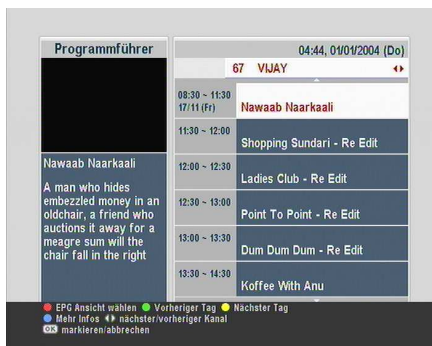 Programmführer
04:44, 01/01/2004 (Do)
67 VIJAY
08:30 ~ 11:30
17/11 (Fr)
Nawaab Naarkaali
11:30 ~ 12:00
Shopping Sundari - Re Edit
12:00 ~ 12:30
Ladies Club - Re Edit
12:30 ~ 13:00
Point To Point - Re Edit
13:00 ~ 13:30
Dum Dum Dum - Re Edit
13:30 ~ 14:30
Koffee With Anu
Nawaab Naarkaali
A man who hides
embezzled money in an
oldchair, a friend who
auctions it away for a
meagre sum will the
chair fall in the right
EPG Ansicht wählen Vorheriger Tag Nächster Tag
Mehr Infos nächster/vorheriger Kanal
OK markieren/abbrechen